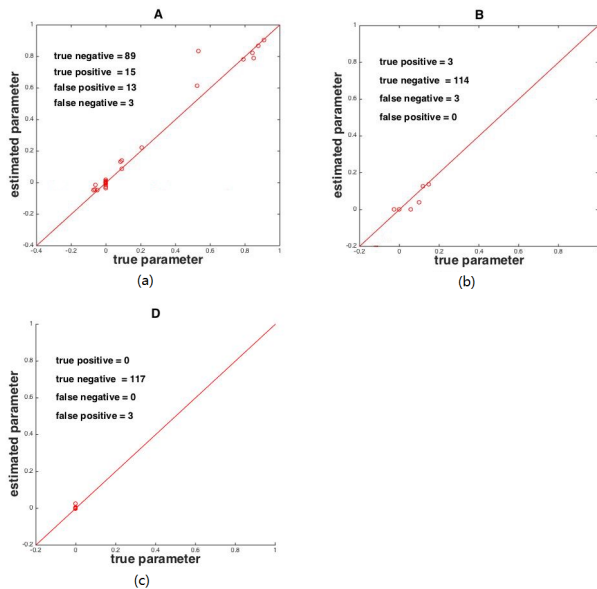 A
true negative = 89
true positive = 15
false positive = 13
false negative = 3
estimated parameter
1
0.8
0.6
0.4
0.2
0
-0.2
-0.4
-0.4 -0.2 0 0.2 0.4 0.6 0.8 1
true parameter
(a)
B
true positive = 3
true negative = 114
false negative = 3
false positive = 0
estimated parameter
1
0.8
0.6
0.4
0.2
0
-0.2
-0.2 0 0.2 0.4 0.6 0.8 1
true parameter
(b)
D
true positive = 0
true negative = 117
false negative = 0
false positive = 3
estimated parameter
1
0.8
0.6
0.4
0.2
0
-0.2
-0.2 0 0.2 0.4 0.6 0.8 1
true parameter
(c)